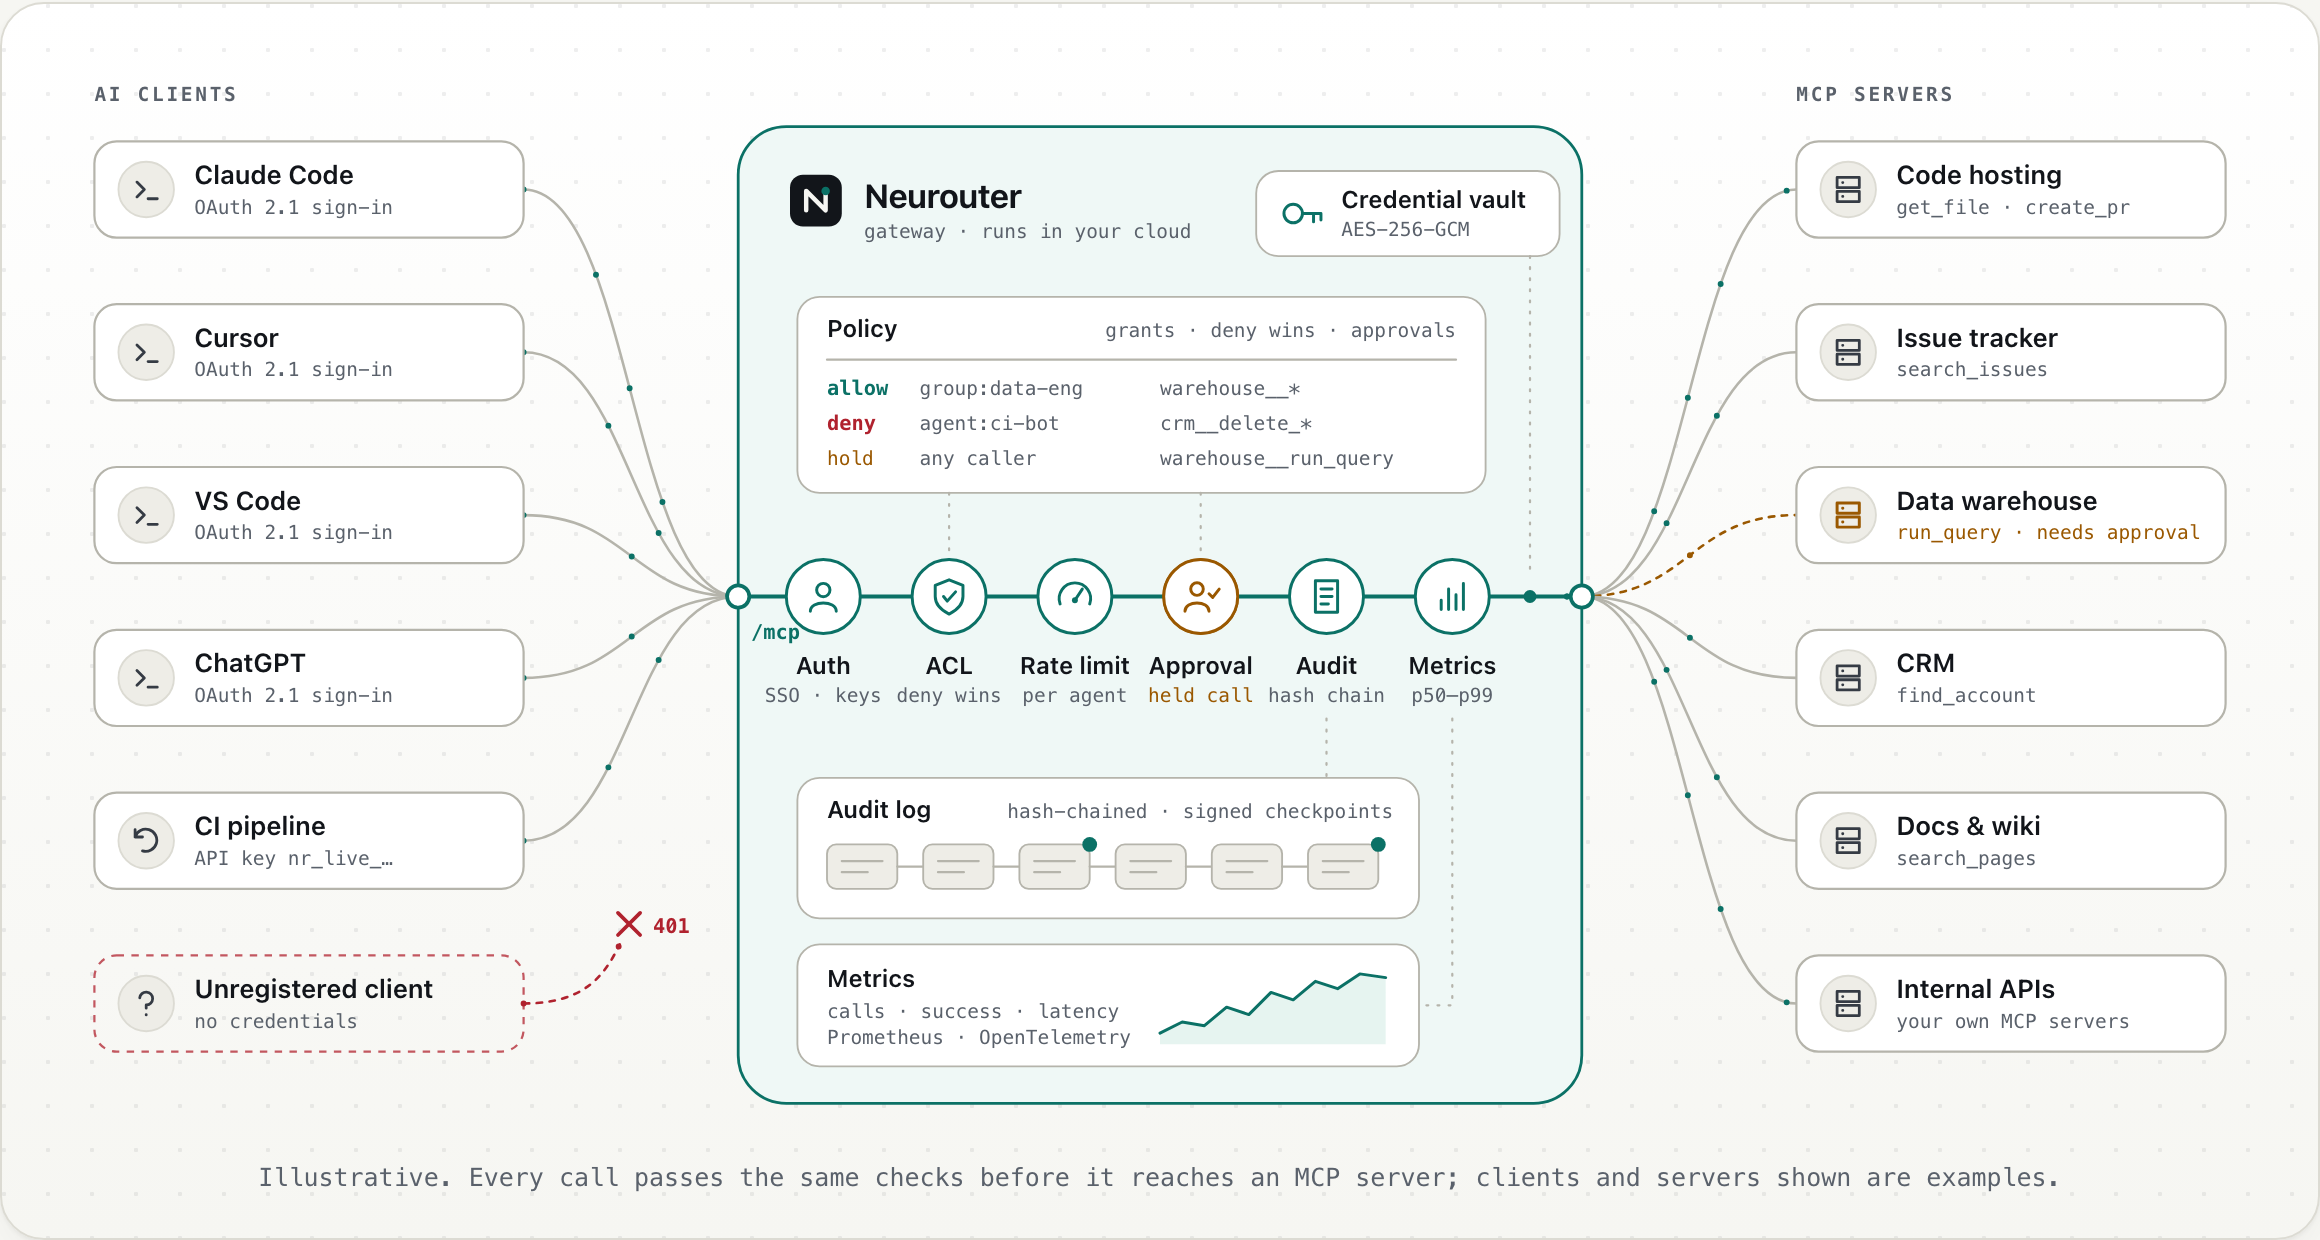 AI CLIENTS
Claude Code
OAuth 2.1 sign-in
Cursor
OAuth 2.1 sign-in
VS Code
OAuth 2.1 sign-in
ChatGPT
OAuth 2.1 sign-in
CI pipeline
API key nr_live_…
Unregistered client
no credentials
401
Neurouter
gateway · runs in your cloud
Credential vault
AES-256-GCM
Policy grants · deny wins · approvals
allow group:data-eng warehouse__*
deny agent:ci-bot crm__delete_*
hold any caller warehouse__run_query
/mcp
Auth ACL Rate limit Approval Audit Metrics
SSO · keys deny wins per agent held call hash chain p50–p99
Audit log hash-chained · signed checkpoints
Metrics
calls · success · latency
Prometheus · OpenTelemetry
MCP SERVERS
Code hosting
get_file · create_pr
Issue tracker
search_issues
Data warehouse
run_query · needs approval
CRM
find_account
Docs & wiki
search_pages
Internal APIs
your own MCP servers
Illustrative. Every call passes the same checks before it reaches an MCP server; clients and servers shown are examples.